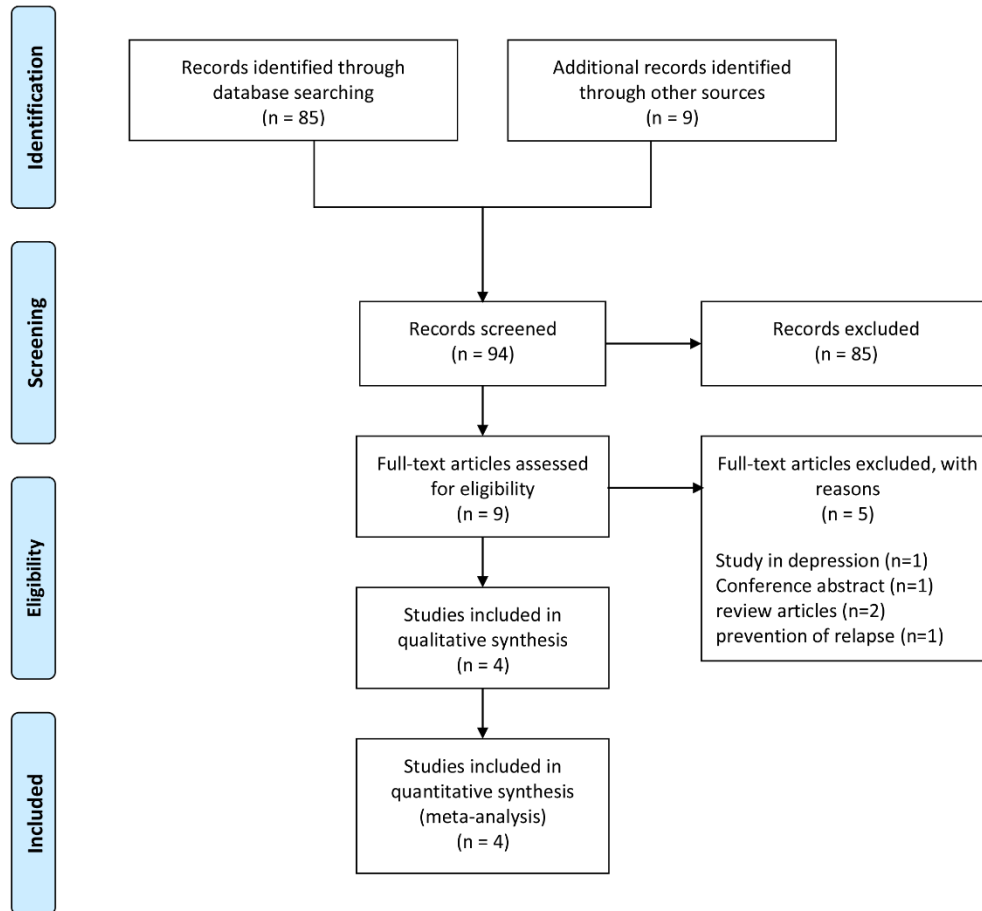 Identification
Records identified through
database searching
(n = 85)
Additional records identified
through other sources
(n = 9)
Screening
Records screened
(n = 94)
Records excluded
(n = 85)
Eligibility
Full-text articles assessed
for eligibility
(n = 9)
Full-text articles excluded, with
reasons
(n = 5)
Study in depression (n=1)
Conference abstract (n=1)
review articles (n=2)
prevention of relapse (n=1)
Studies included in
qualitative synthesis
(n = 4)
Included
Studies included in
quantitative synthesis
(meta-analysis)
(n = 4)